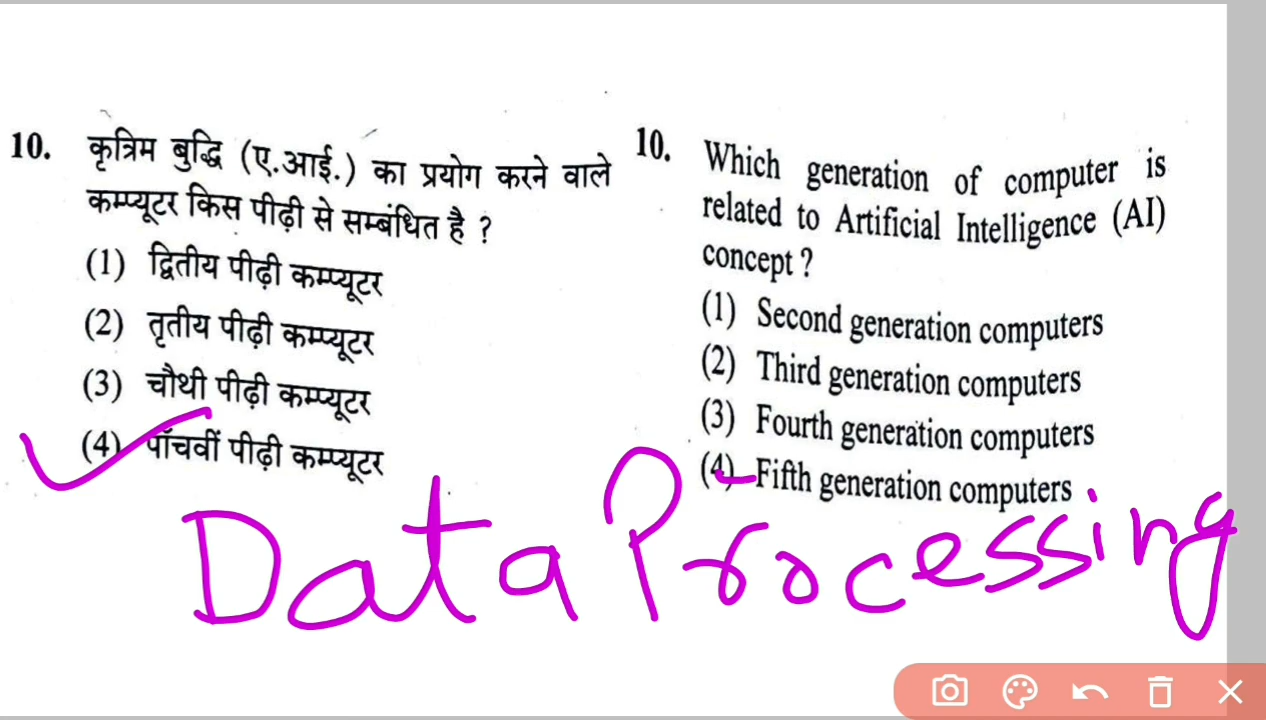 10. कृत्रिम बुद्धि (ए.आई.) का प्रयोग करने वाले
कम्प्यूटर किस पीढ़ी से सम्बंधित है ?
(1) द्वितीय पीढ़ी कम्प्यूटर
(2) तृतीय पीढ़ी कम्प्यूटर
(3) चौथी पीढ़ी कम्प्यूटर
(4) पाँचवीं पीढ़ी कम्प्यूटर
10. Which generation of computer is
related to Artificial Intelligence (AI)
concept ?
(1) Second generation computers
(2) Third generation computers
(3) Fourth generation computers
(4) Fifth generation computers
Data Processing